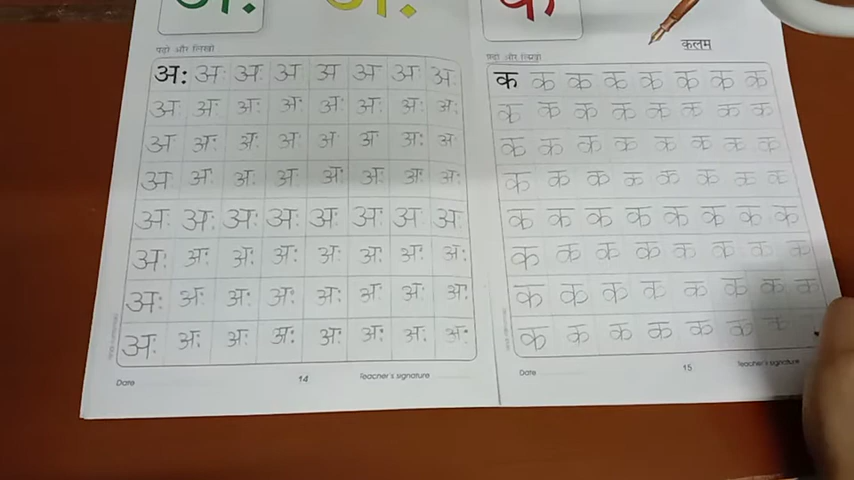 अः
अः
पढ़ो और लिखो
अः अः अः अः अः अः अः अः
अः अः अः अः अः अः अः अः
अः अः अः अः अः अः अः अः
अः अः अः अः अः अः अः अः
अः अः अः अः अः अः अः अः
अः अः अः अः अः अः अः अः
अः अः अः अः अः अः अः अः
अः अः अः अः अः अः अः अः
Date
14
Teacher's signature
क
कलम
पढ़ो और लिखो
क क क क क क क क
क क क क क क क क
क क क क क क क क
क क क क क क क क
क क क क क क क क
क क क क क क क क
क क क क क क क क
क क क क क क क
Date
15
Teacher's signature